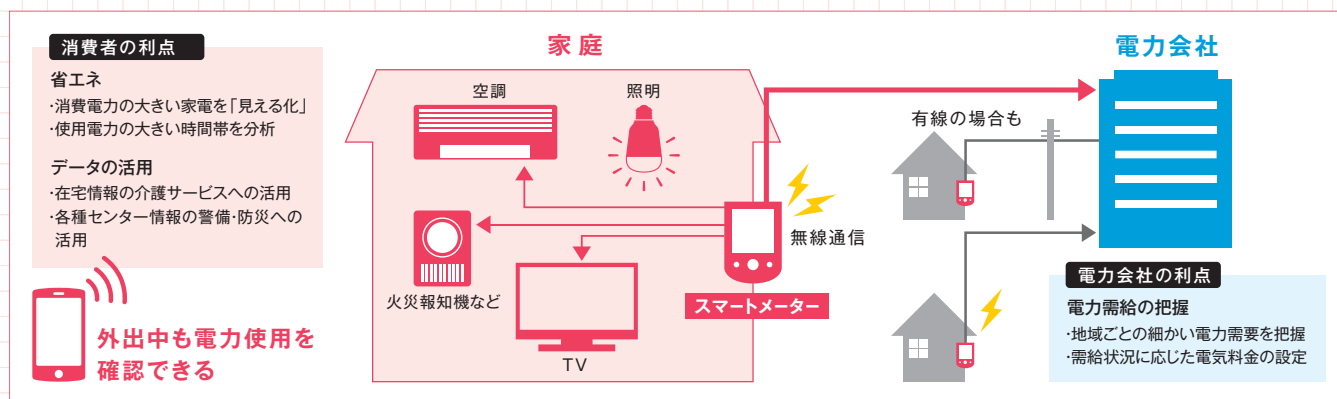 消費者の利点
省エネ
・消費電力の大きい家電を「見える化」
・使用電力の大きい時間帯を分析
データの活用
・在宅情報の介護サービスへの活用
・各種センター情報の警備・防災への
活用
外出中も電力使用を
確認できる
家庭
空調
照明
火災報知機など
TV
無線通信
スマートメーター
電力会社
有線の場合も
電力会社の利点
電力需給の把握
・地域ごとの細かい電力需要を把握
・需給状況に応じた電気料金の設定